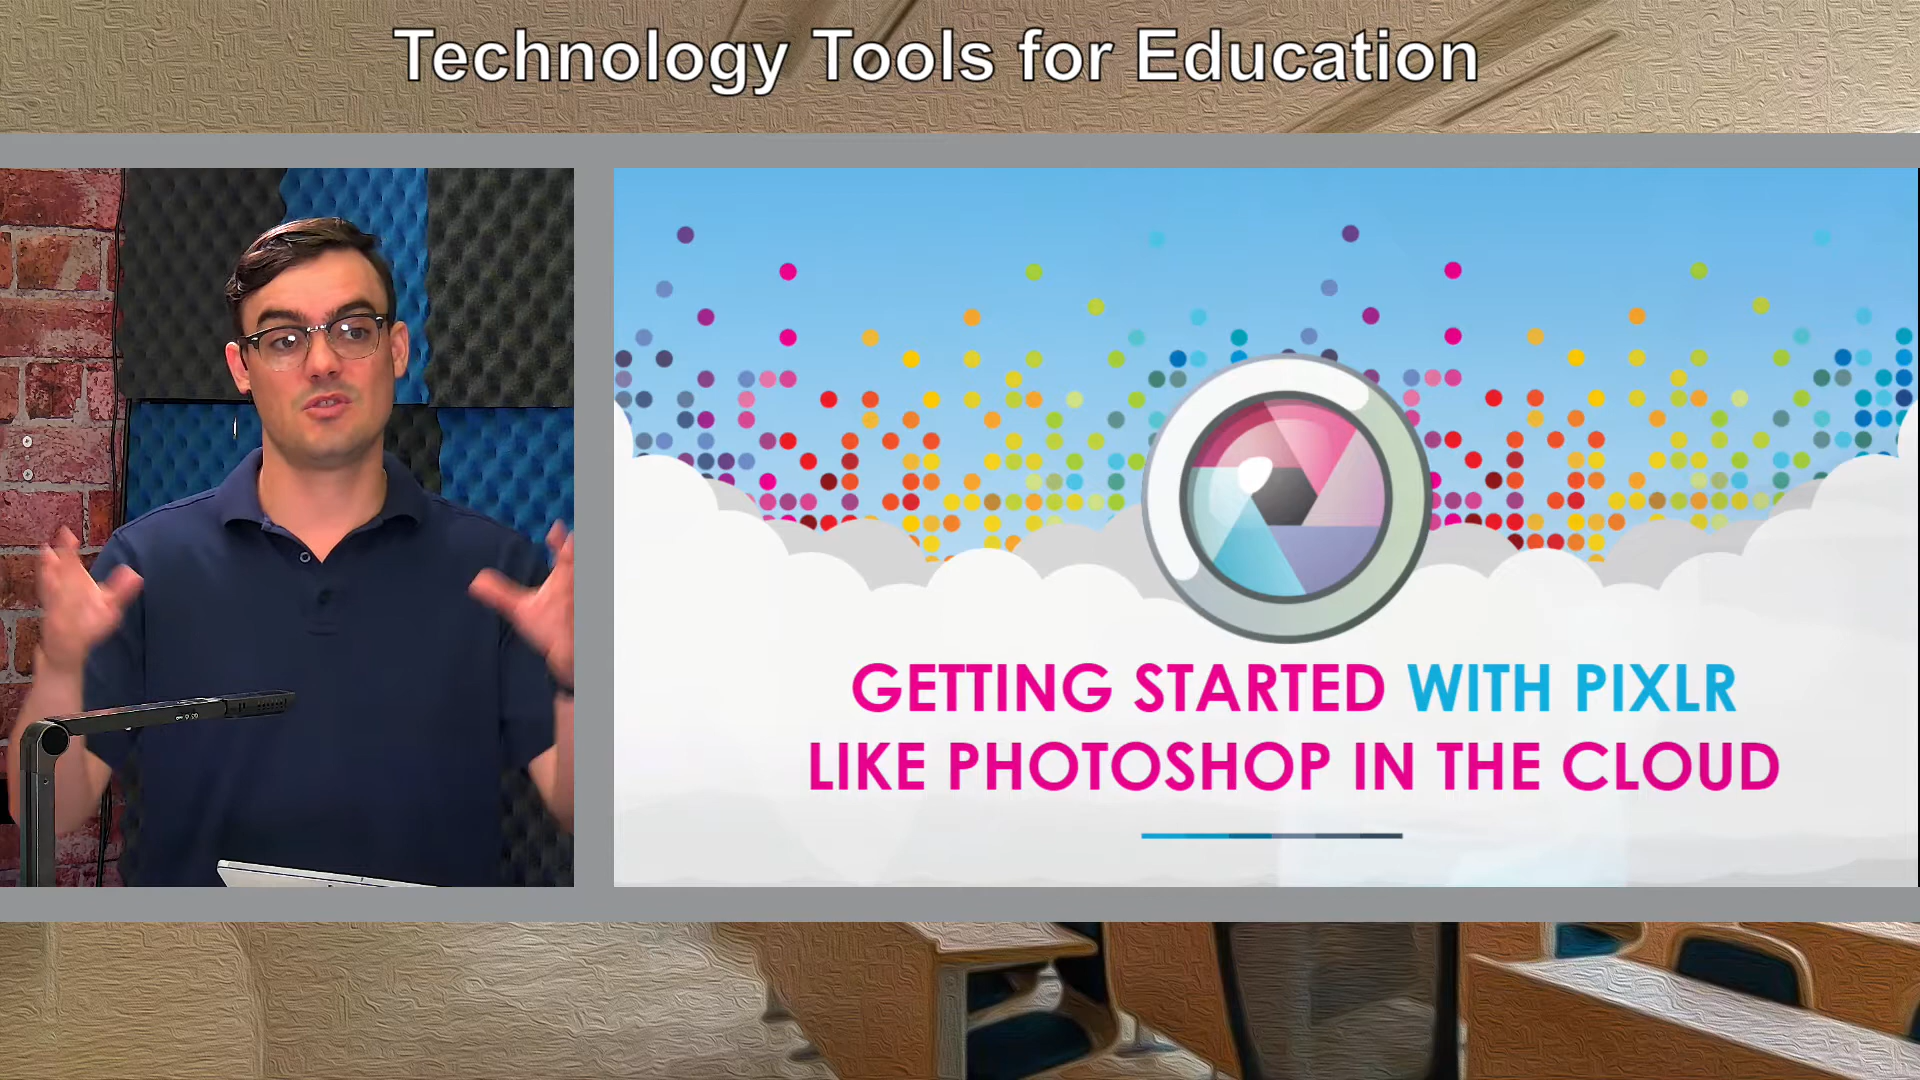 Technology Tools for Education
GETTING STARTED WITH PIXLR
LIKE PHOTOSHOP IN THE CLOUD